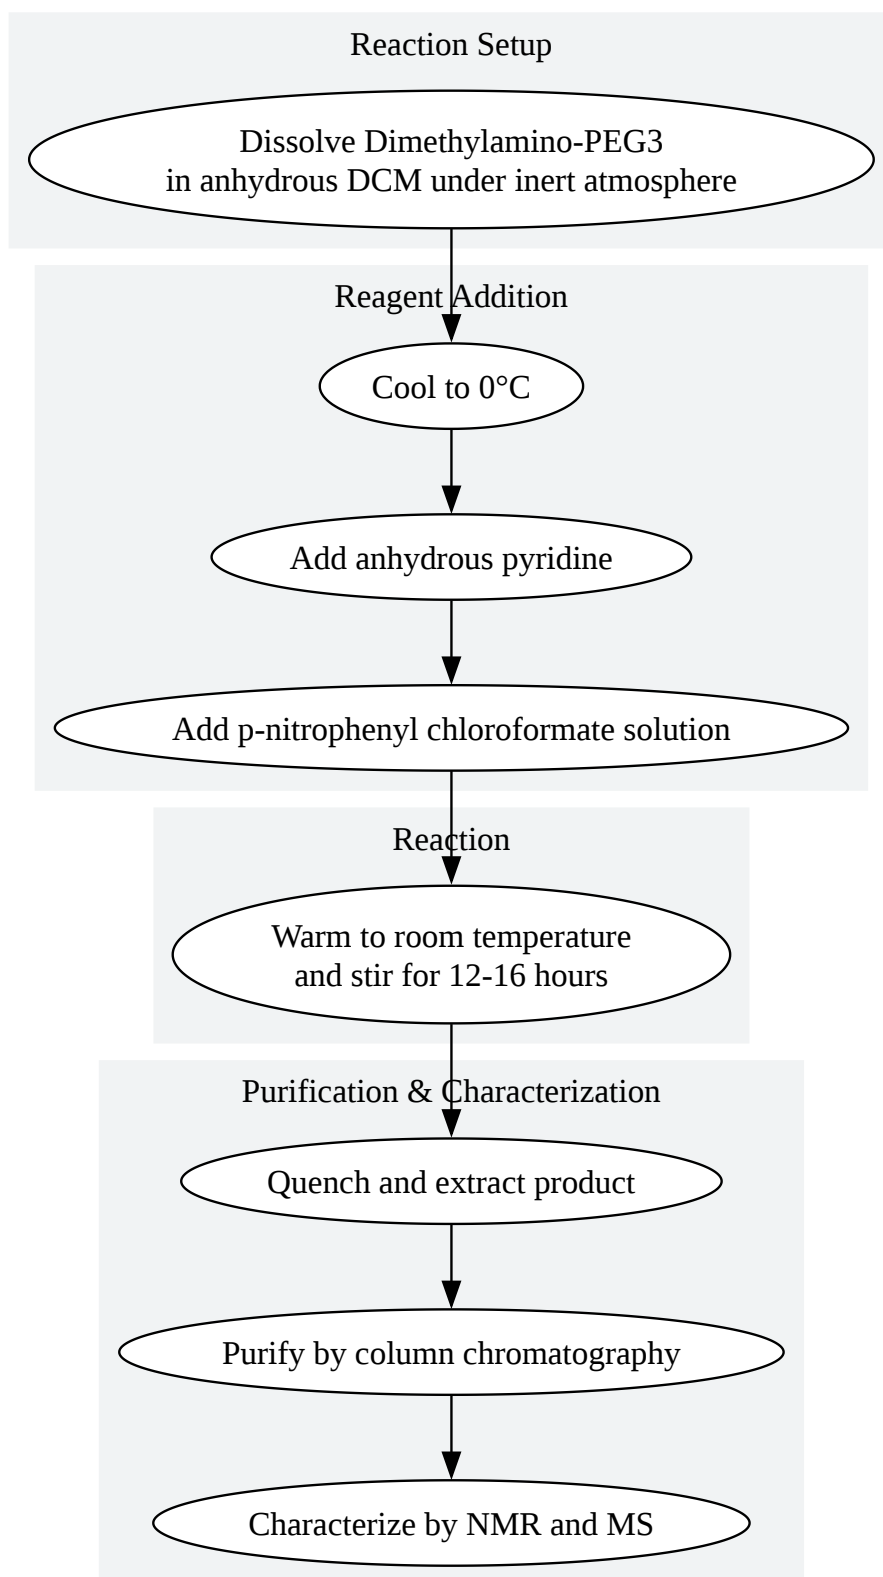 Reaction Setup
Dissolve Dimethylamino-PEG3
in anhydrous DCM under inert atmosphere
Reagent Addition
Cool to 0°C
Add anhydrous pyridine
Add p-nitrophenyl chloroformate solution
Reaction
Warm to room temperature
and stir for 12-16 hours
Purification & Characterization
Quench and extract product
Purify by column chromatography
Characterize by NMR and MS